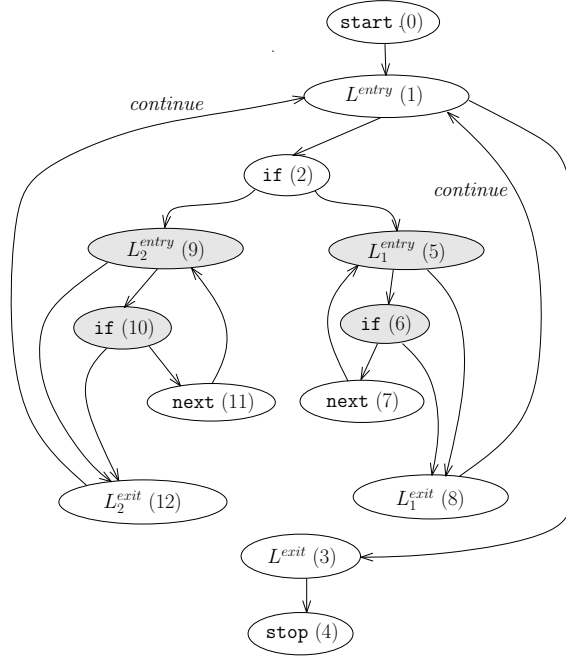 start (0)
L^{entry} (1)
continue
if (2)
continue
L_2^{entry} (9)
L_1^{entry} (5)
if (10)
if (6)
next (11)
next (7)
L_2^{exit} (12)
L_1^{exit} (8)
L^{exit} (3)
stop (4)